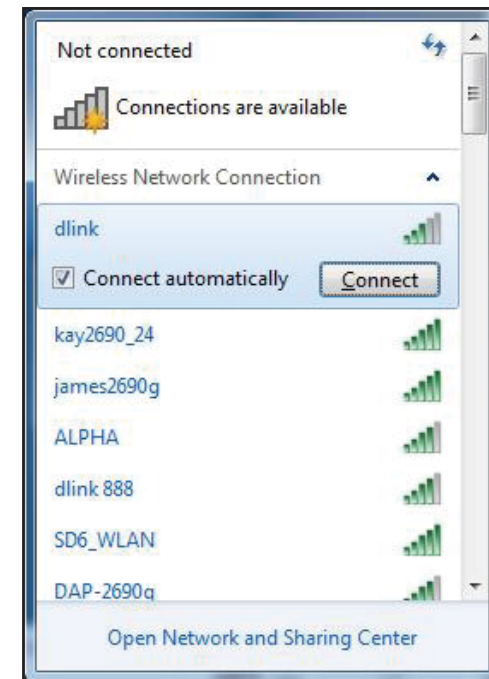 Not connected
Connections are available
Wireless Network Connection
dlink
Connect automatically Connect
kay2690_24
james2690g
ALPHA
dlink 888
SD6_WLAN
DAP-2690g
Open Network and Sharing Center